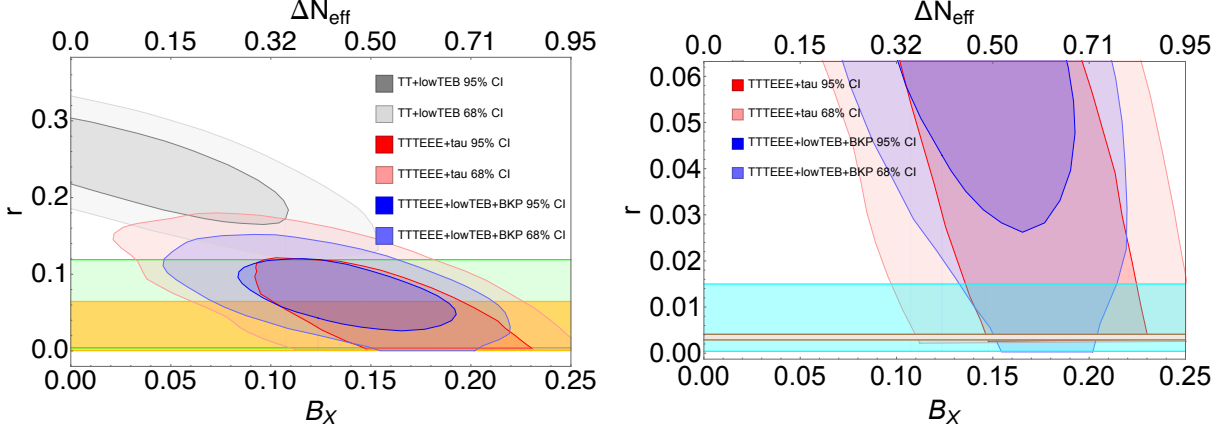 ΔN_eff
0.0 0.15 0.32 0.50 0.71 0.95
TT+lowTEB 95% CI
TT+lowTEB 68% CI
TTTEEE+tau 95% CI
TTTEEE+tau 68% CI
TTTEEE+lowTEB+BKP 95% CI
TTTEEE+lowTEB+BKP 68% CI
r
0.3
0.2
0.1
0.0
0.00 0.05 0.10 0.15 0.20 0.25
B_X
ΔN_eff
0.0 0.15 0.32 0.50 0.71 0.95
TTTEEE+tau 95% CI
TTTEEE+tau 68% CI
TTTEEE+lowTEB+BKP 95% CI
TTTEEE+lowTEB+BKP 68% CI
r
0.06
0.05
0.04
0.03
0.02
0.01
0.00
0.00 0.05 0.10 0.15 0.20 0.25
B_X